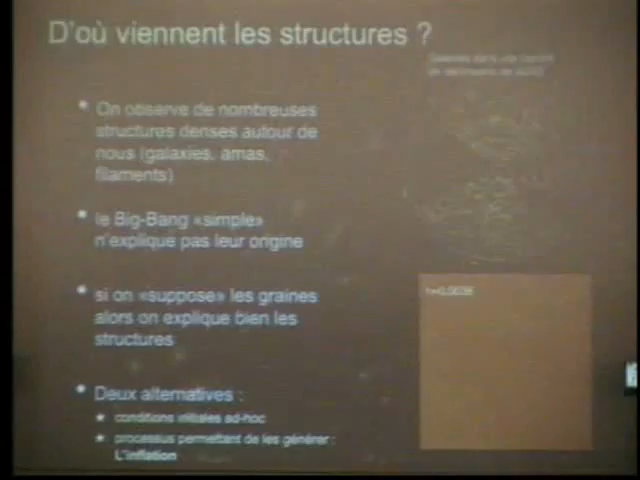 D'où viennent les structures ?
• On observe de nombreuses
structures denses autour de
nous (galaxies, amas,
filaments)
• le Big-Bang «simple»
n'explique pas leur origine
• si on «suppose» les graines
alors on explique bien les
structures
• Deux alternatives :
★ conditions initiales ad-hoc
★ processus permettant de les générer :
L'inflation